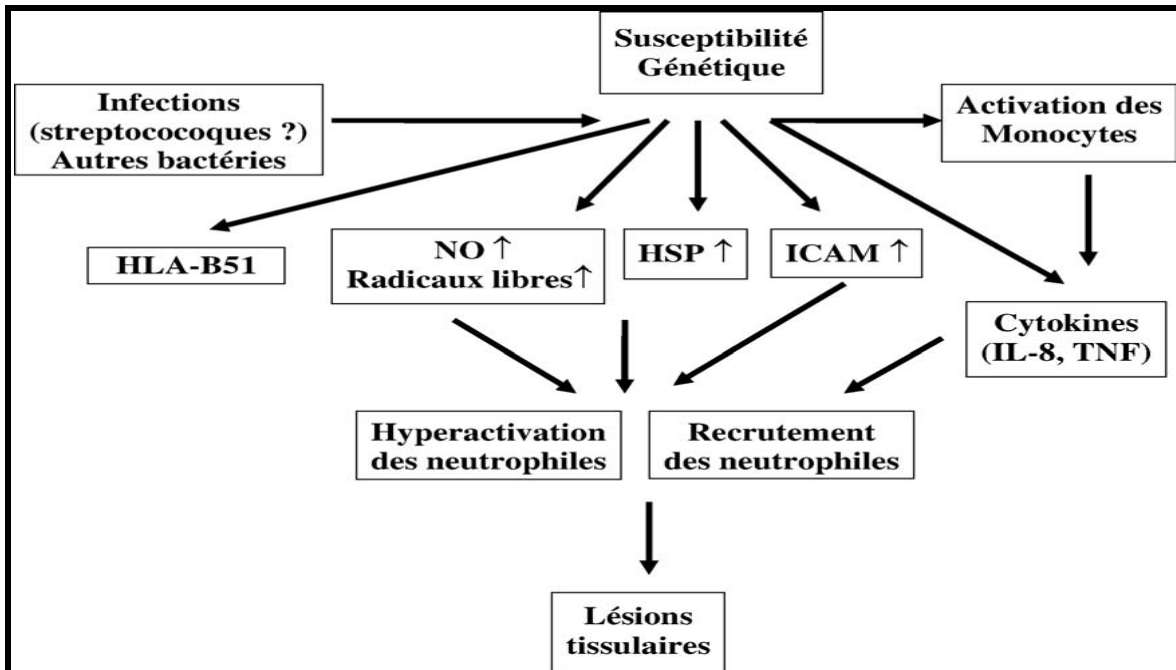 Susceptibilité
Génétique
Infections
(streptococoques ?)
Autres bactéries
Activation des
Monocytes
HLA-B51
NO ↑
Radicaux libres↑
HSP ↑
ICAM ↑
Cytokines
(IL-8, TNF)
Hyperactivation
des neutrophiles
Recrutement
des neutrophiles
Lésions
tissulaires